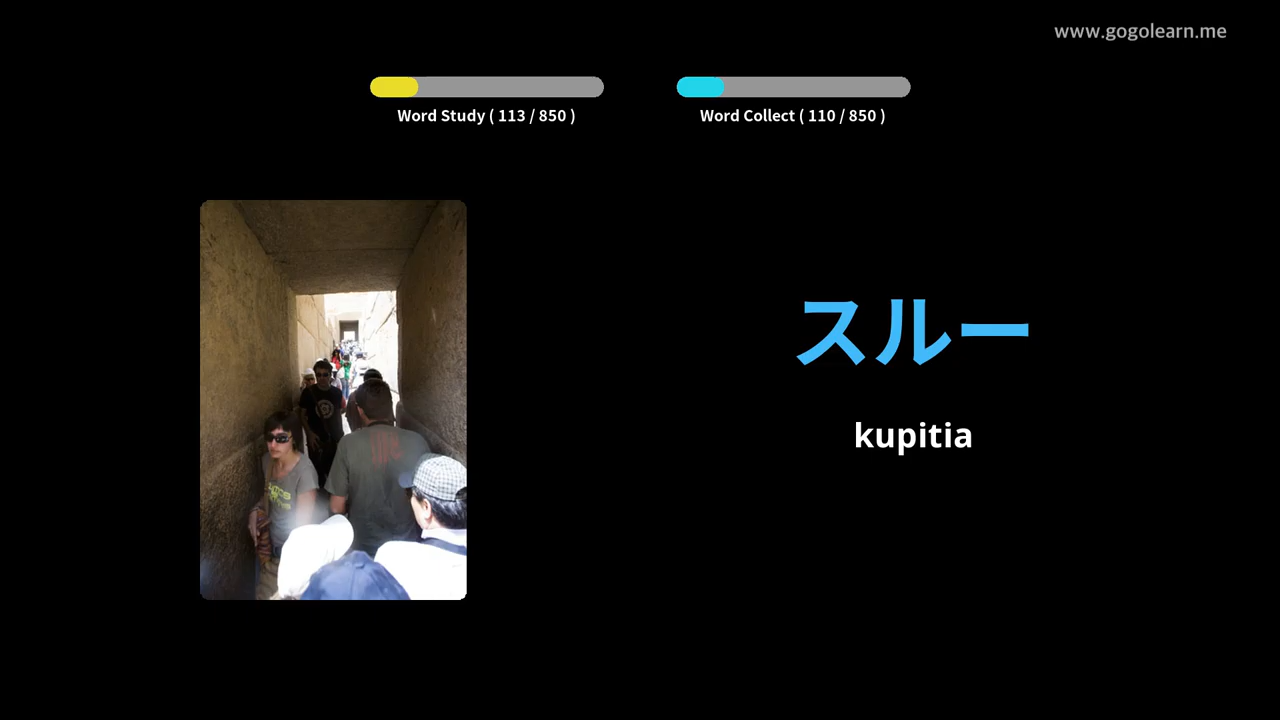 www.gogolearn.me
Word Study ( 113 / 850 )
Word Collect ( 110 / 850 )
スルー
kupitia